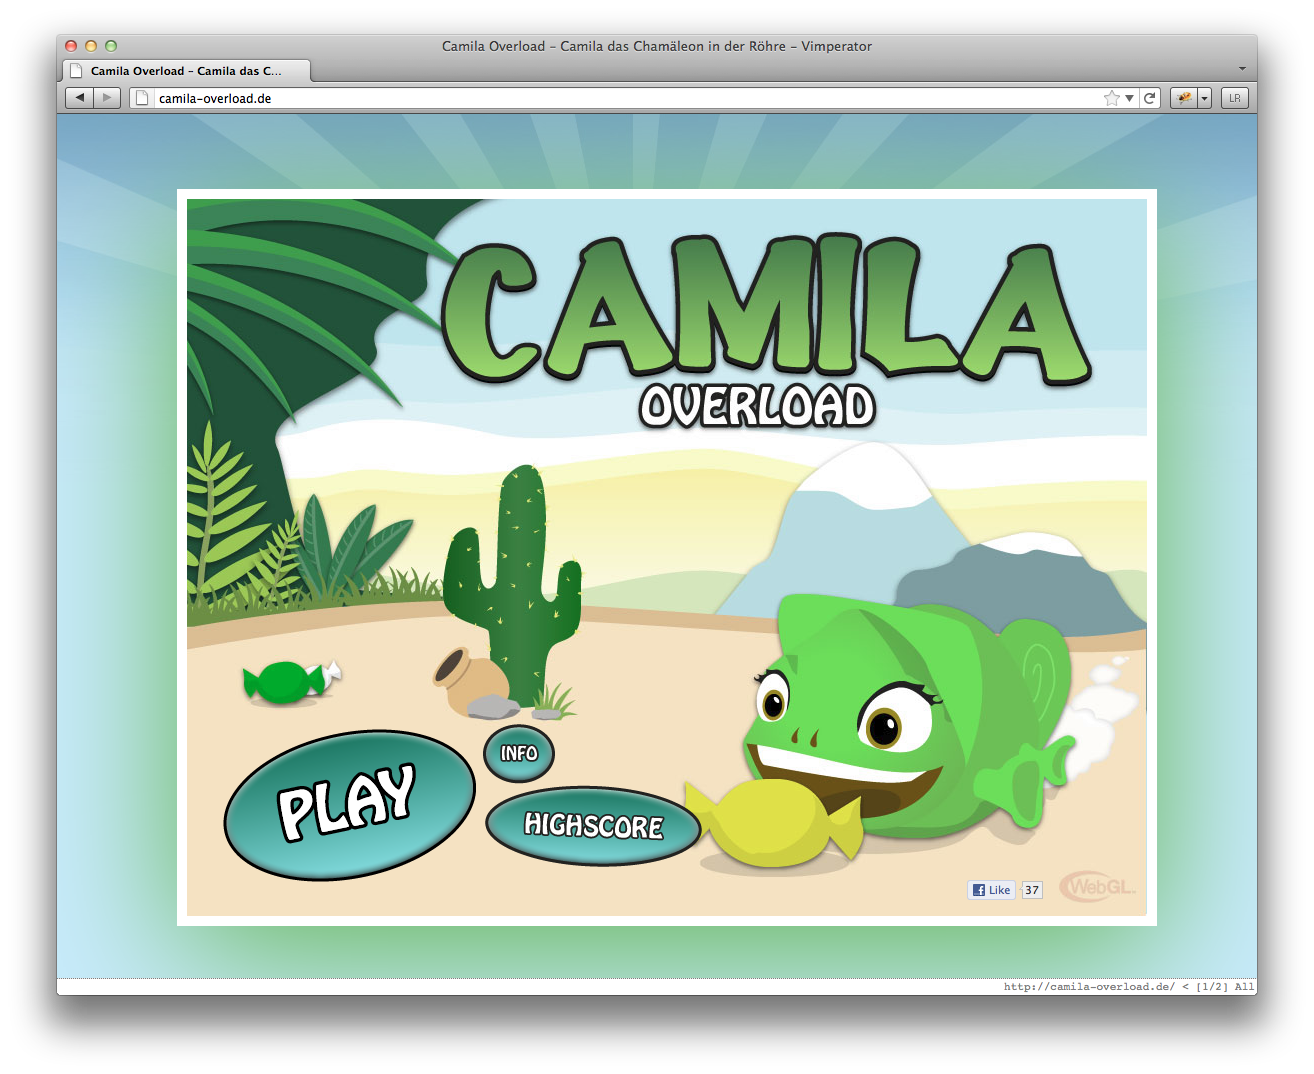 Camila Overload – Camila das Chamäleon in der Röhre – Vimperator
Camila Overload – Camila das C...
camila-overload.de
LR
CAMILA
OVERLOAD
INFO
PLAY
HIGHSCORE
Like 37
WebGL
http://camila-overload.de/ < [1/2] All